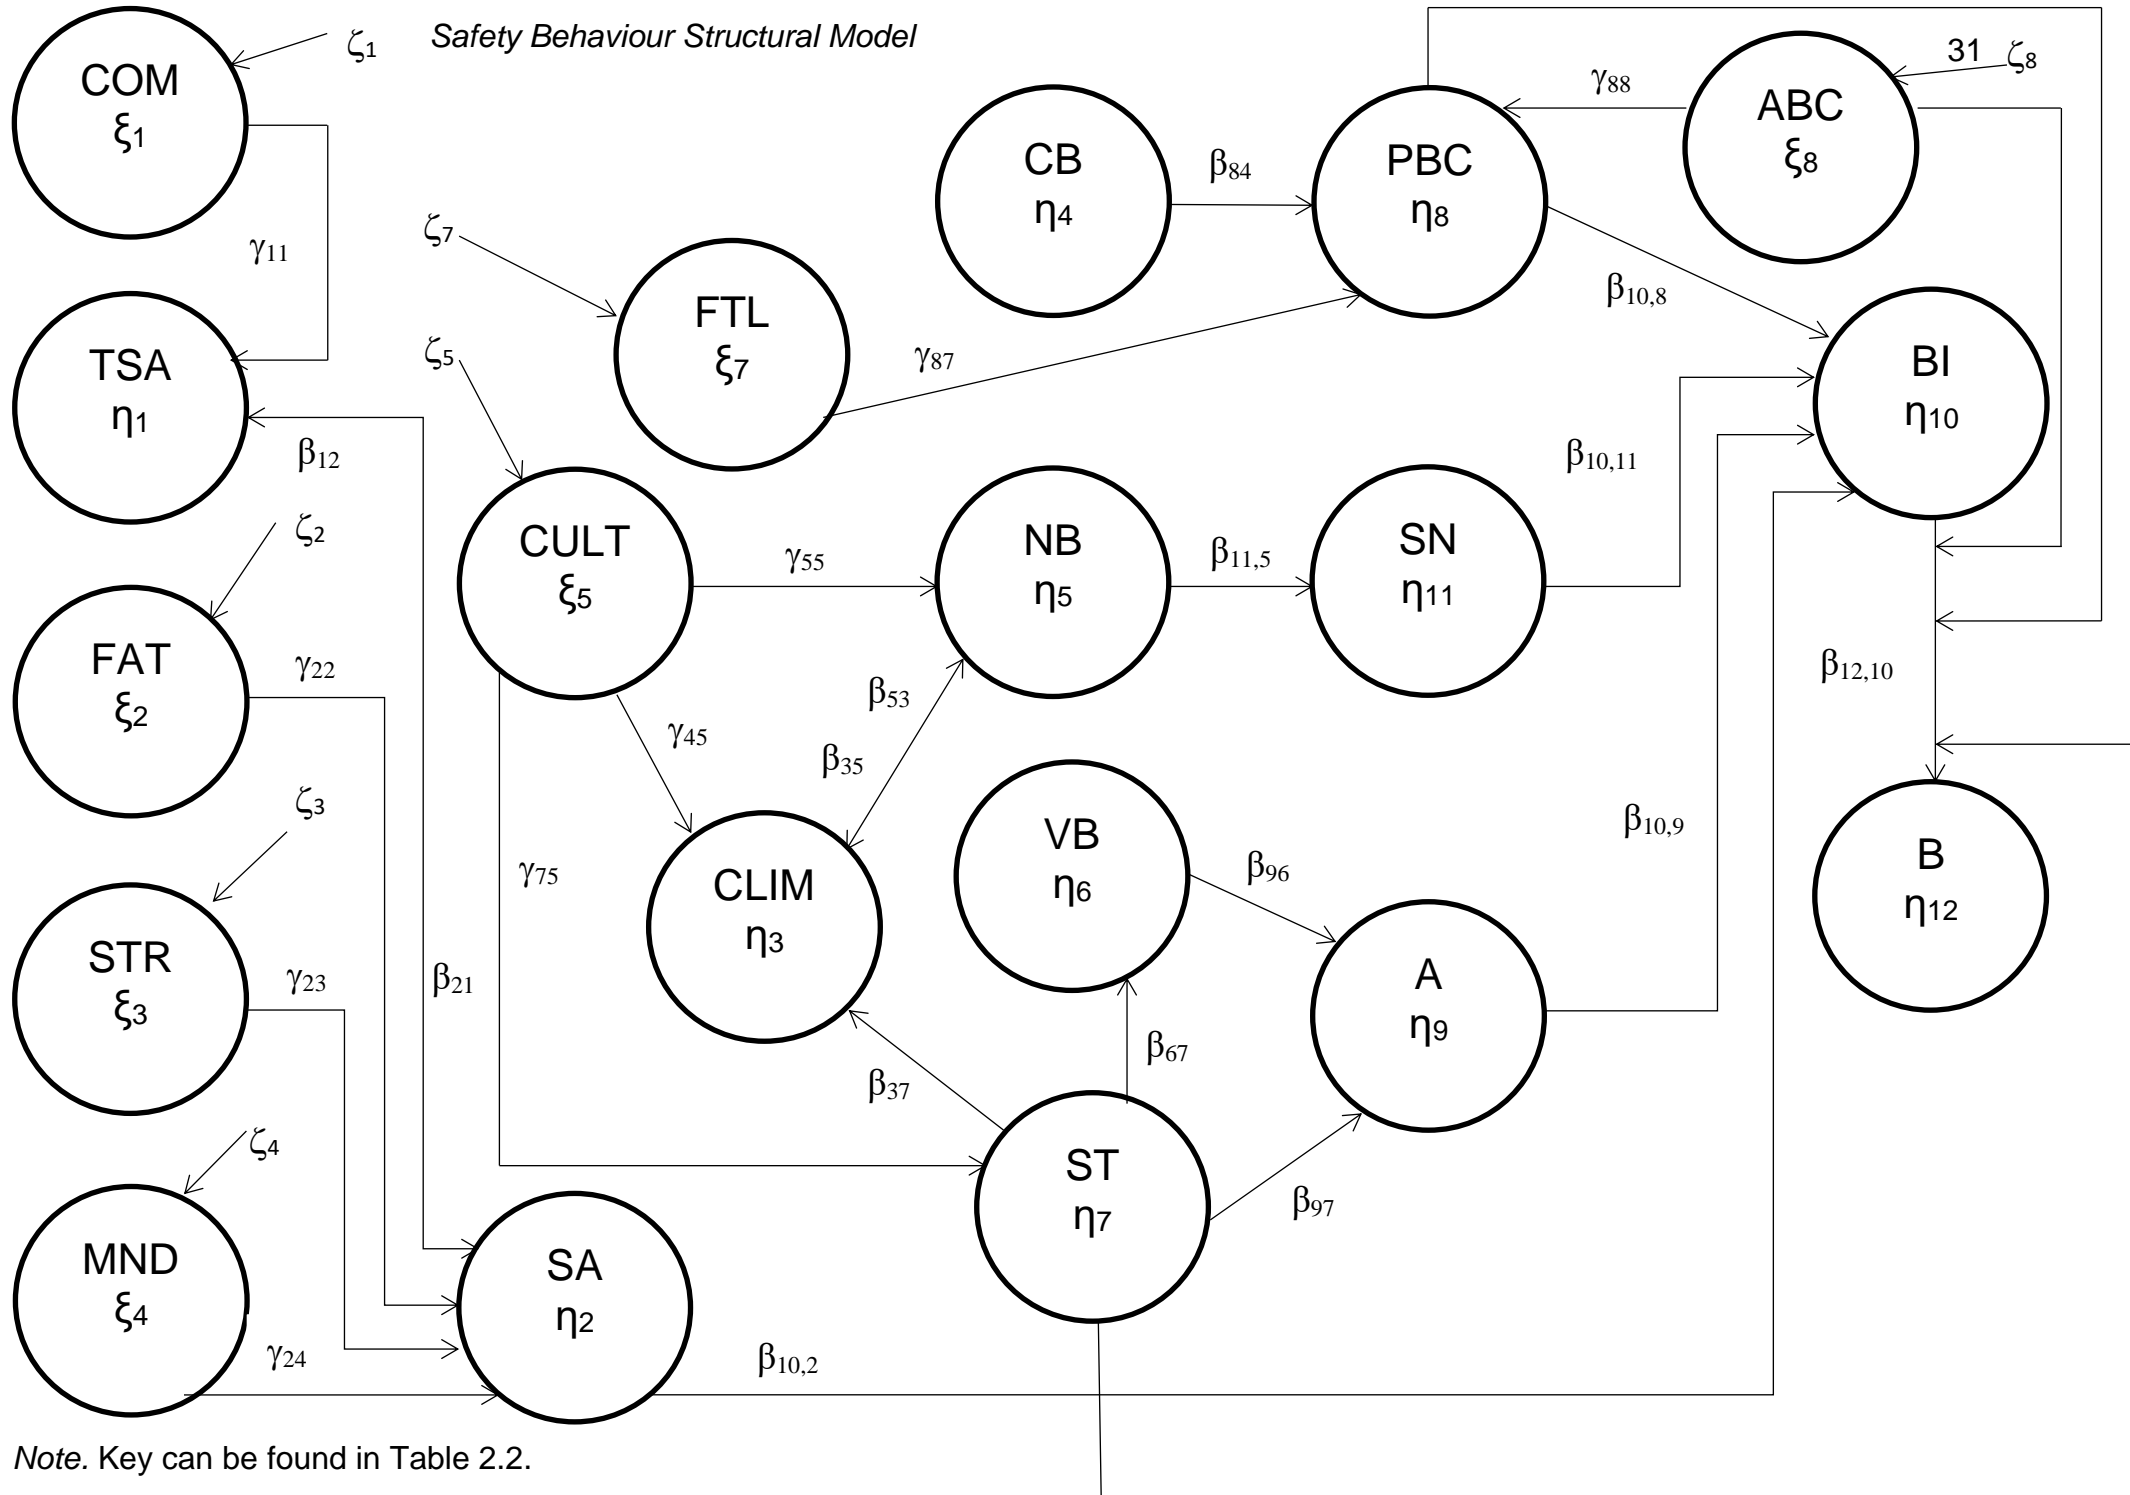 Safety Behaviour Structural Model
31
ζ1
COM
ξ1
γ11
TSA
η1
β12
ζ2
FAT
ξ2
γ22
ζ3
STR
ξ3
γ23
ζ4
MND
ξ4
γ24
β21
SA
η2
β10,2
ζ7
FTL
ξ7
γ87
ζ5
CULT
ξ5
γ55
γ45
γ75
CLIM
η3
β53
β35
β37
CB
η4
β84
NB
η5
β11,5
VB
η6
β96
β67
ST
η7
β97
PBC
η8
γ88
β10,8
SN
η11
β10,11
A
η9
β10,9
ABC
ξ8
ζ8
BI
η10
β12,10
B
η12
Note. Key can be found in Table 2.2.